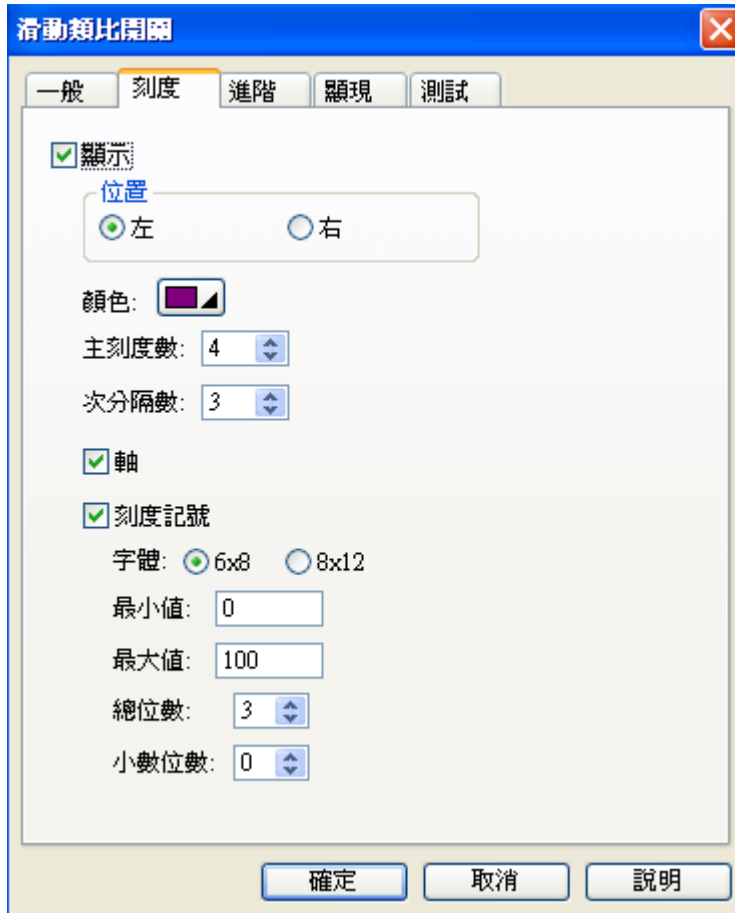 滑動類比開關
一般 刻度 進階 顯現 測試
顯示
位置
左 右
顏色:
主刻度數: 4
次分隔數: 3
軸
刻度記號
字體: 6x8 8x12
最小值: 0
最大值: 100
總位數: 3
小數位數: 0
確定 取消 說明